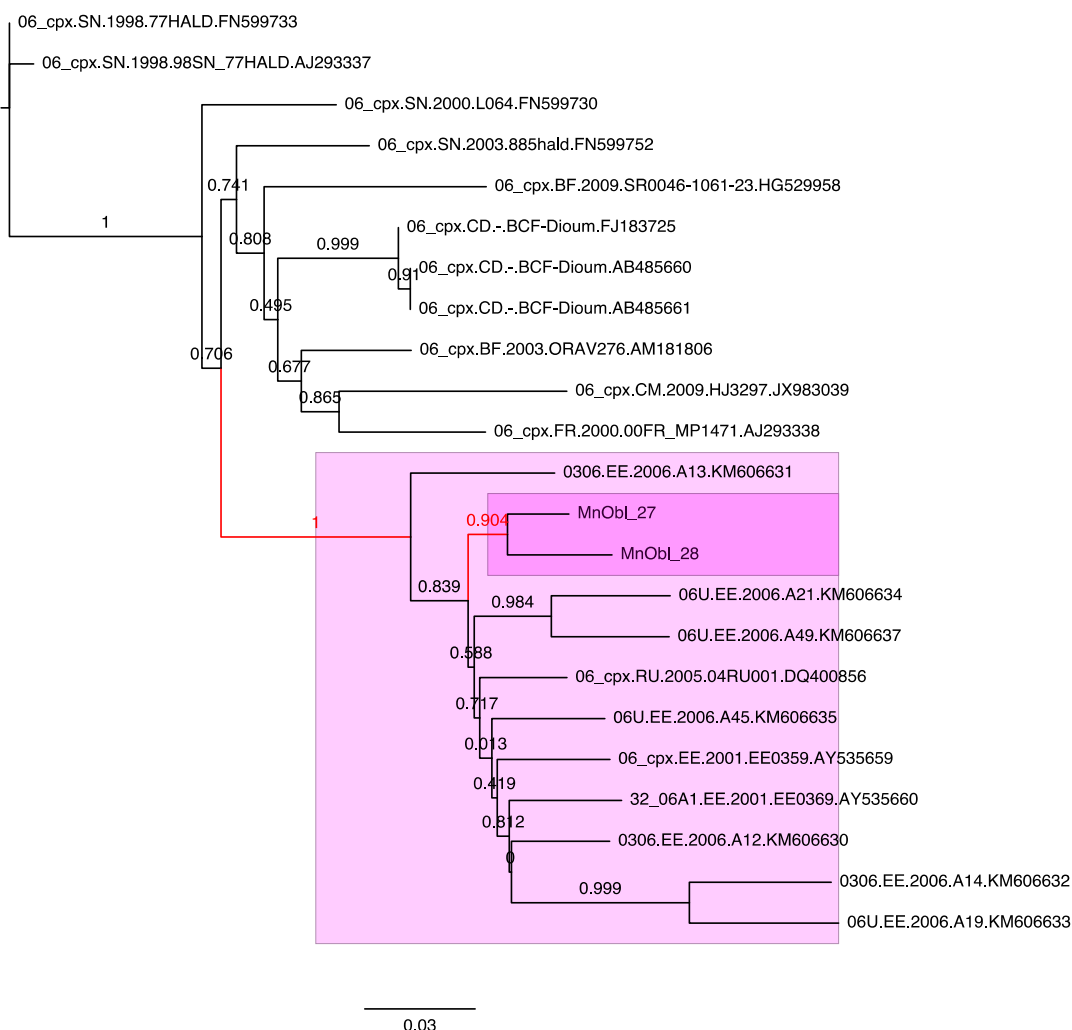 06_cpx.SN.1998.77HALD.FN599733
06_cpx.SN.1998.98SN_77HALD.AJ293337
06_cpx.SN.2000.L064.FN599730
06_cpx.SN.2003.885hald.FN599752
0.741
06_cpx.BF.2009.SR0046-1061-23.HG529958
1
06_cpx.CD.-.BCF-Dioum.FJ183725
0.808
0.999
06_cpx.CD.-.BCF-Dioum.AB485660
0.91
0.495
06_cpx.CD.-.BCF-Dioum.AB485661
06_cpx.BF.2003.ORAV276.AM181806
0.706
0.677
06_cpx.CM.2009.HJ3297.JX983039
0.865
06_cpx.FR.2000.00FR_MP1471.AJ293338
0306.EE.2006.A13.KM606631
MnObl_27
1
0.904
MnObl_28
0.839
06U.EE.2006.A21.KM606634
0.984
06U.EE.2006.A49.KM606637
0.588
06_cpx.RU.2005.04RU001.DQ400856
0.717
06U.EE.2006.A45.KM606635
0.013
06_cpx.EE.2001.EE0359.AY535659
0.419
32_06A1.EE.2001.EE0369.AY535660
0.812
0306.EE.2006.A12.KM606630
0
0306.EE.2006.A14.KM606632
0.999
06U.EE.2006.A19.KM606633
0.03